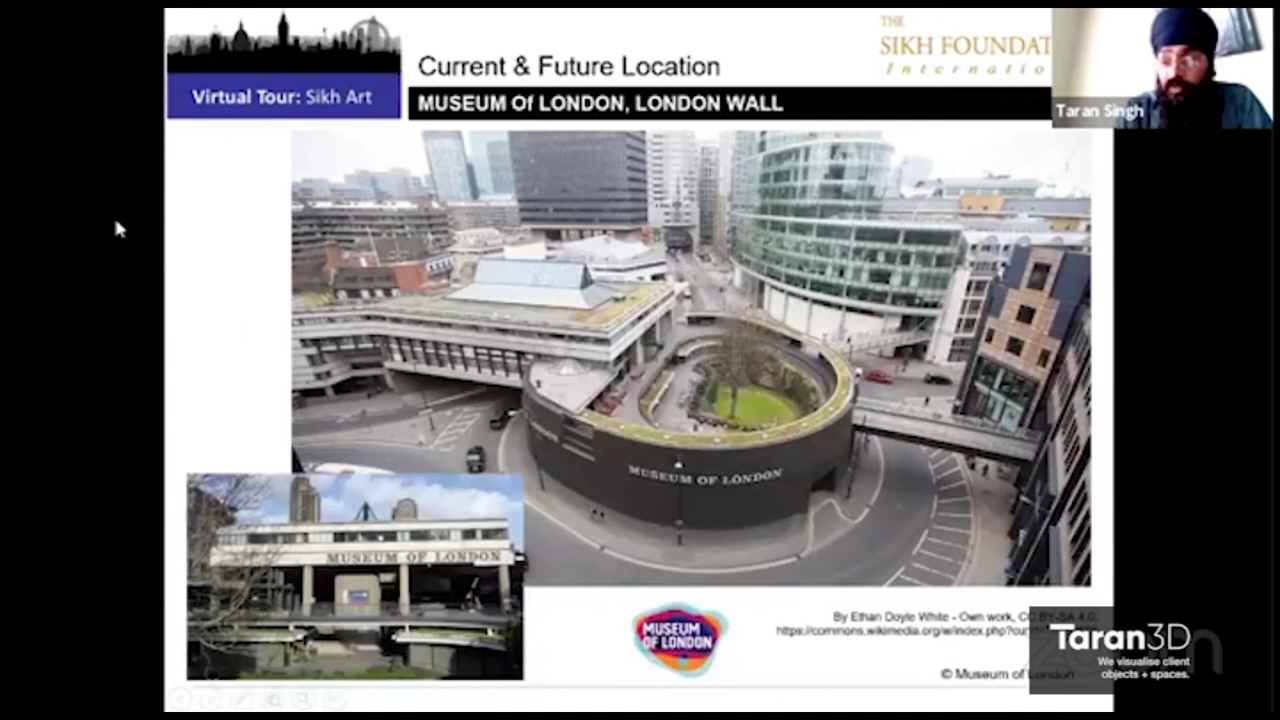 THE
SIKH FOUNDAT
Internatio
Virtual Tour: Sikh Art
Current & Future Location
MUSEUM Of LONDON, LONDON WALL
Taran Singh
MUSEUM OF LONDON
MUSEUM OF LONDON
MUSEUM
OF LONDON
By Ethan Doyle White - Own work, CC BY-SA 4.0,
https://commons.wikimedia.org/w/index.php?cur
© Museum of London
Taran3D
We visualise client
objects + spaces.